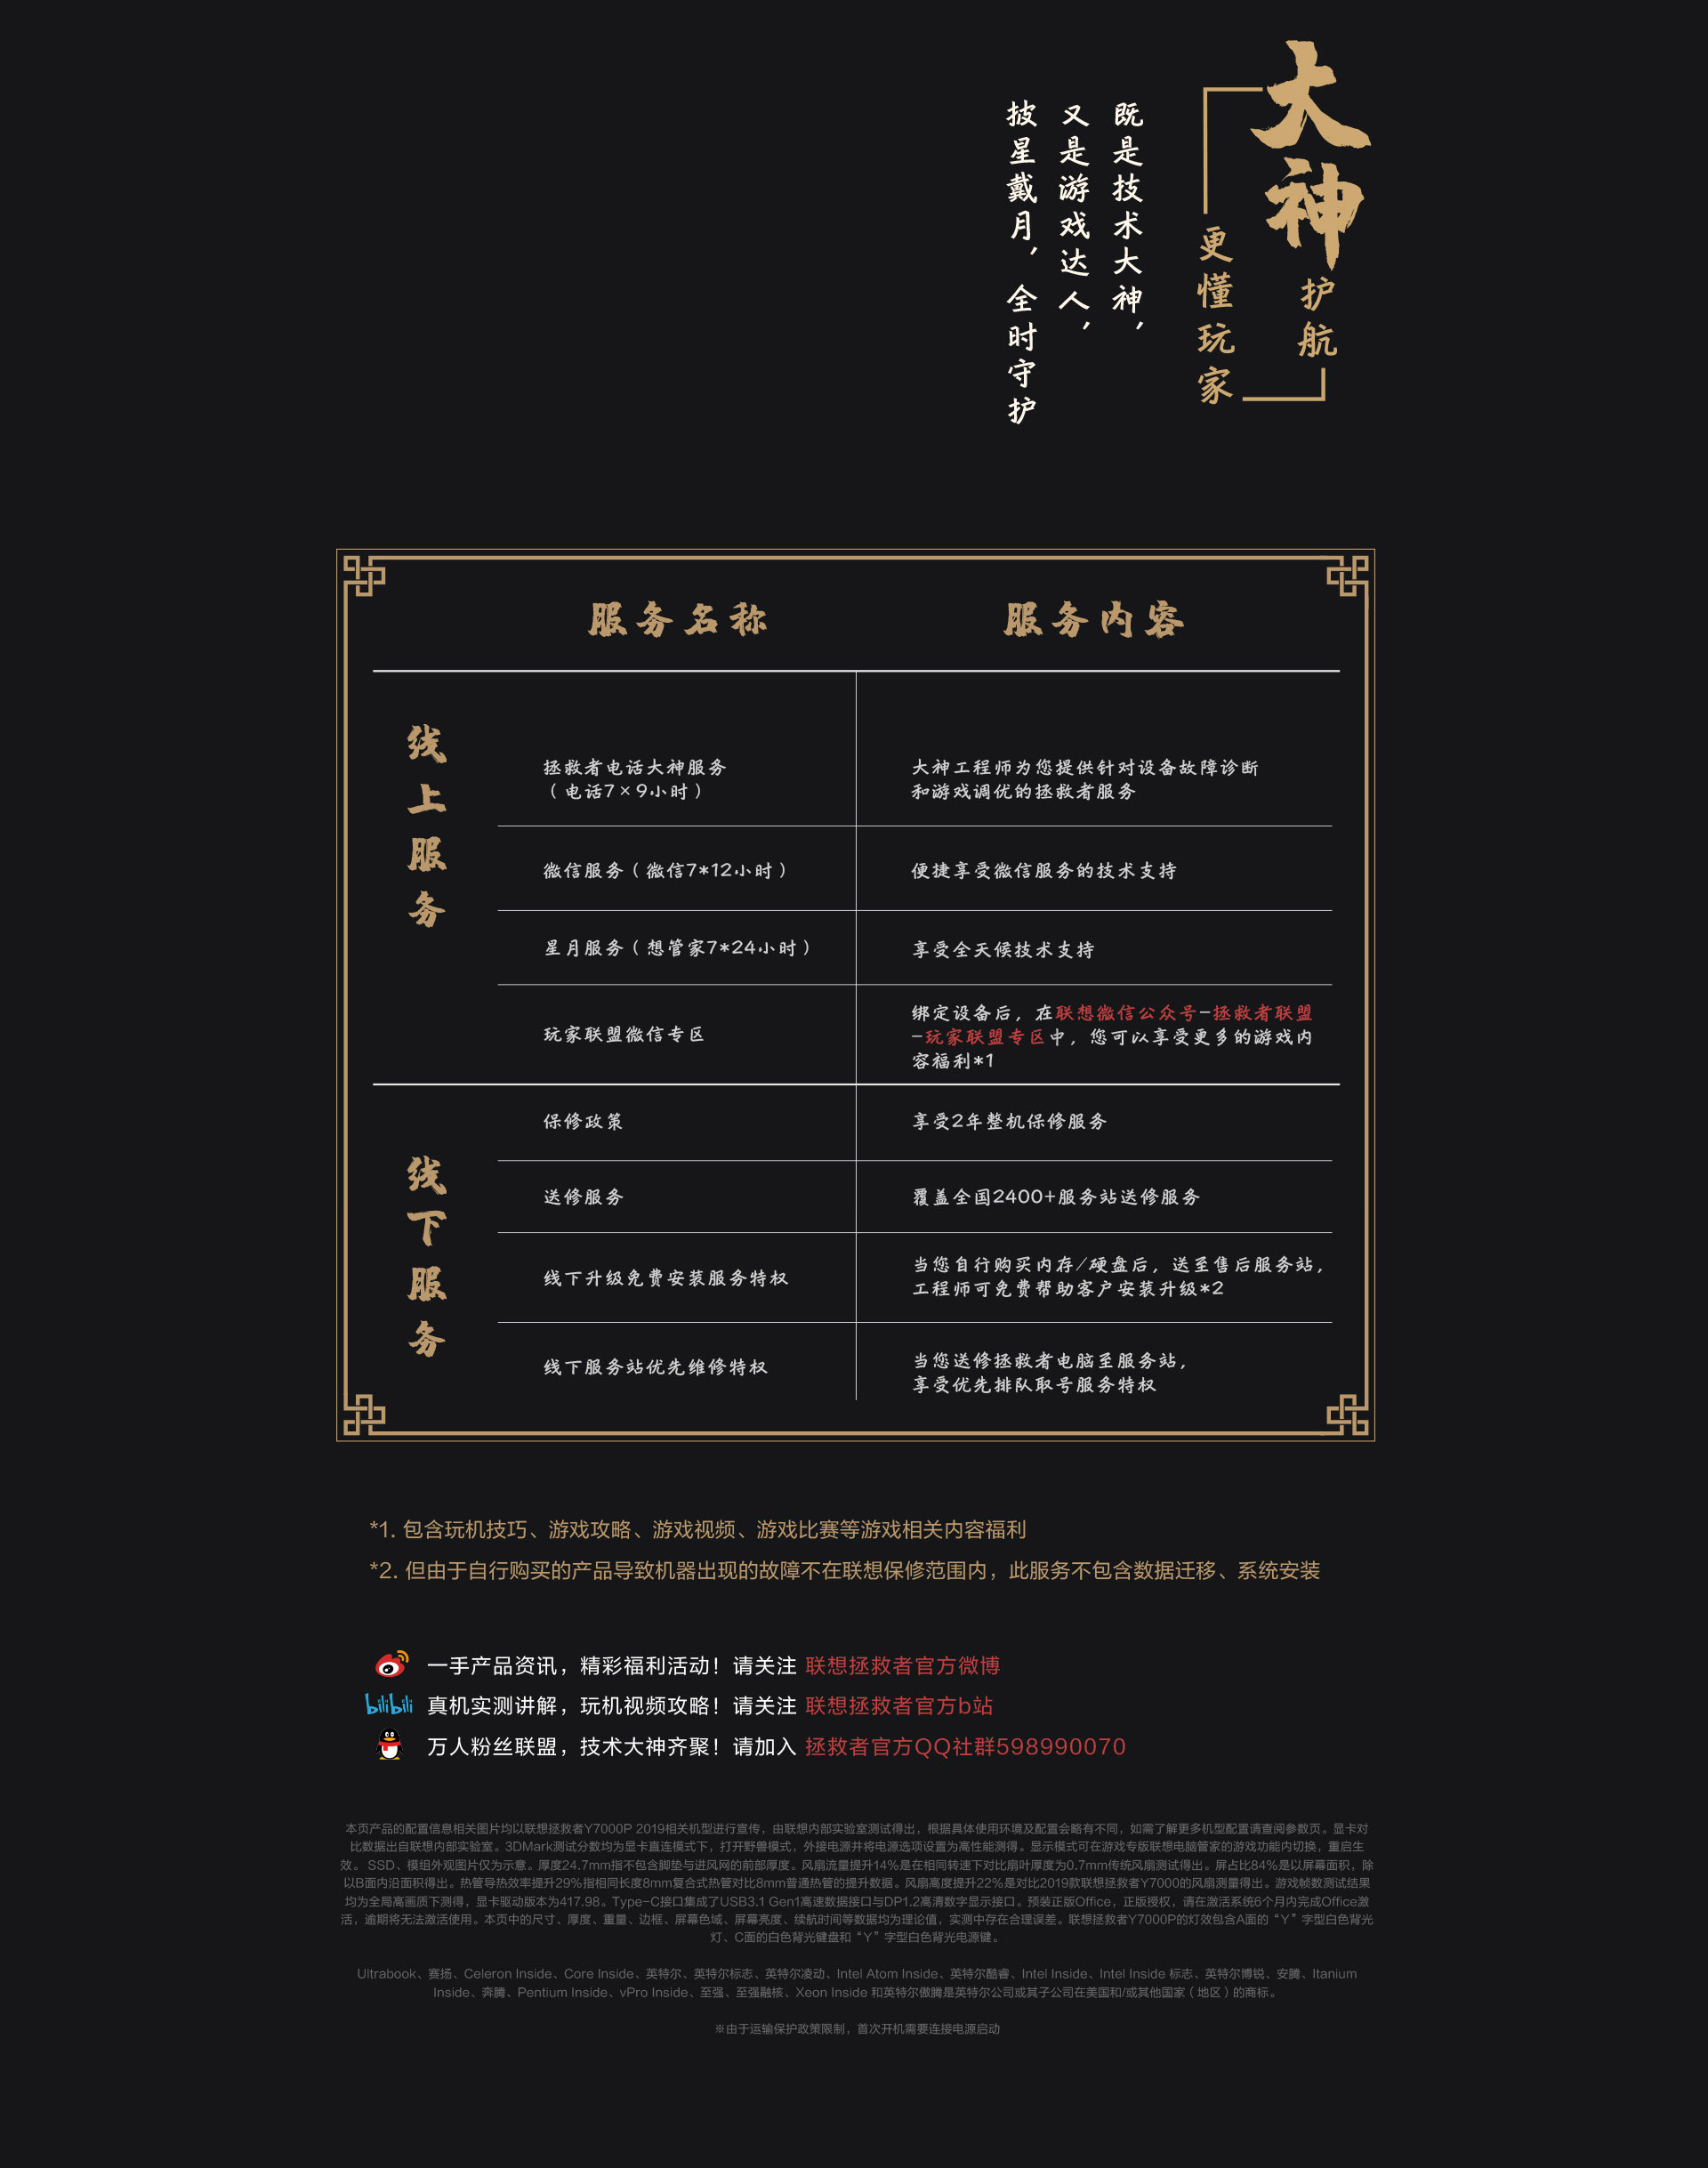 大神护航
更懂玩家
既是技术大神，
又是游戏达人，
披星戴月，全时守护
服务名称
服务内容
线上服务
拯救者电话大神服务
（电话7×9小时）
大神工程师为您提供针对设备故障诊断
和游戏调优的拯救者服务
微信服务（微信7*12小时）
便捷享受微信服务的技术支持
星月服务（想管家7*24小时）
享受全天候技术支持
玩家联盟微信专区
绑定设备后，在联想微信公众号-拯救者联盟
-玩家联盟专区中，您可以享受更多的游戏内
容福利*1
线下服务
保修政策
享受2年整机保修服务
送修服务
覆盖全国2400+服务站送修服务
线下升级免费安装服务特权
当您自行购买内存/硬盘后，送至售后服务站，
工程师可免费帮助客户安装升级*2
线下服务站优先维修特权
当您送修拯救者电脑至服务站，
享受优先排队取号服务特权
*1. 包含玩机技巧、游戏攻略、游戏视频、游戏比赛等游戏相关内容福利
*2. 但由于自行购买的产品导致机器出现的故障不在联想保修范围内，此服务不包含数据迁移、系统安装
一手产品资讯，精彩福利活动！请关注 联想拯救者官方微博
bilibili 真机实测讲解，玩机视频攻略！请关注 联想拯救者官方b站
万人粉丝联盟，技术大神齐聚！请加入 拯救者官方QQ社群598990070
本页产品的配置信息相关图片均以联想拯救者Y7000P 2019相关机型进行宣传，由联想内部实验室测试得出，根据具体使用环境及配置会略有不同，如需了解更多机型配置请查阅参数页。显卡对
比数据出自联想内部实验室。3DMark测试分数均为显卡直连模式下，打开野兽模式，外接电源并将电源选项设置为高性能测得。显示模式可在游戏专版联想电脑管家的游戏功能内切换，重启生
效。 SSD、模组外观图片仅为示意。厚度24.7mm指不包含脚垫与进风网的前部厚度。风扇流量提升14%是在相同转速下对比扇叶厚度为0.7mm传统风扇测试得出。屏占比84%是以屏幕面积，除
以B面内沿面积得出。热管导热效率提升29%指相同长度8mm复合式热管对比8mm普通热管的提升数据。风扇高度提升22%是对比2019款联想拯救者Y7000的风扇测量得出。游戏帧数测试结果
均为全局高画质下测得，显卡驱动版本为417.98。Type-C接口集成了USB3.1 Gen1高速数据接口与DP1.2高清数字显示接口。预装正版Office，正版授权，请在激活系统6个月内完成Office激
活，逾期将无法激活使用。本页中的尺寸、厚度、重量、边框、屏幕色域、屏幕亮度、续航时间等数据均为理论值，实测中存在合理误差。联想拯救者Y7000P的灯效包含A面的“Y”字型白色背光
灯、C面的白色背光键盘和“Y”字型白色背光电源键。
Ultrabook、赛扬、Celeron Inside、Core Inside、英特尔、英特尔标志、英特尔凌动、Intel Atom Inside、英特尔酷睿、Intel Inside、Intel Inside 标志、英特尔博锐、安腾、Itanium
Inside、奔腾、Pentium Inside、vPro Inside、至强、至强融核、Xeon Inside 和英特尔傲腾是英特尔公司或其子公司在美国和/或其他国家（地区）的商标。
※由于运输保护政策限制，首次开机需要连接电源启动